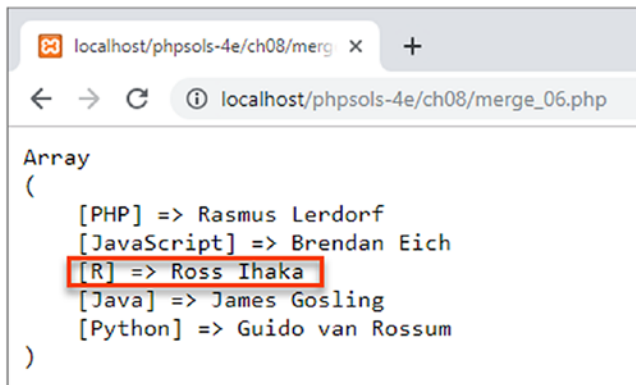 localhost/phpsols-4e/ch08/merg
localhost/phpsols-4e/ch08/merge_06.php
Array
(
[PHP] => Rasmus Lerdorf
[JavaScript] => Brendan Eich
[R] => Ross Ihaka
[Java] => James Gosling
[Python] => Guido van Rossum
)